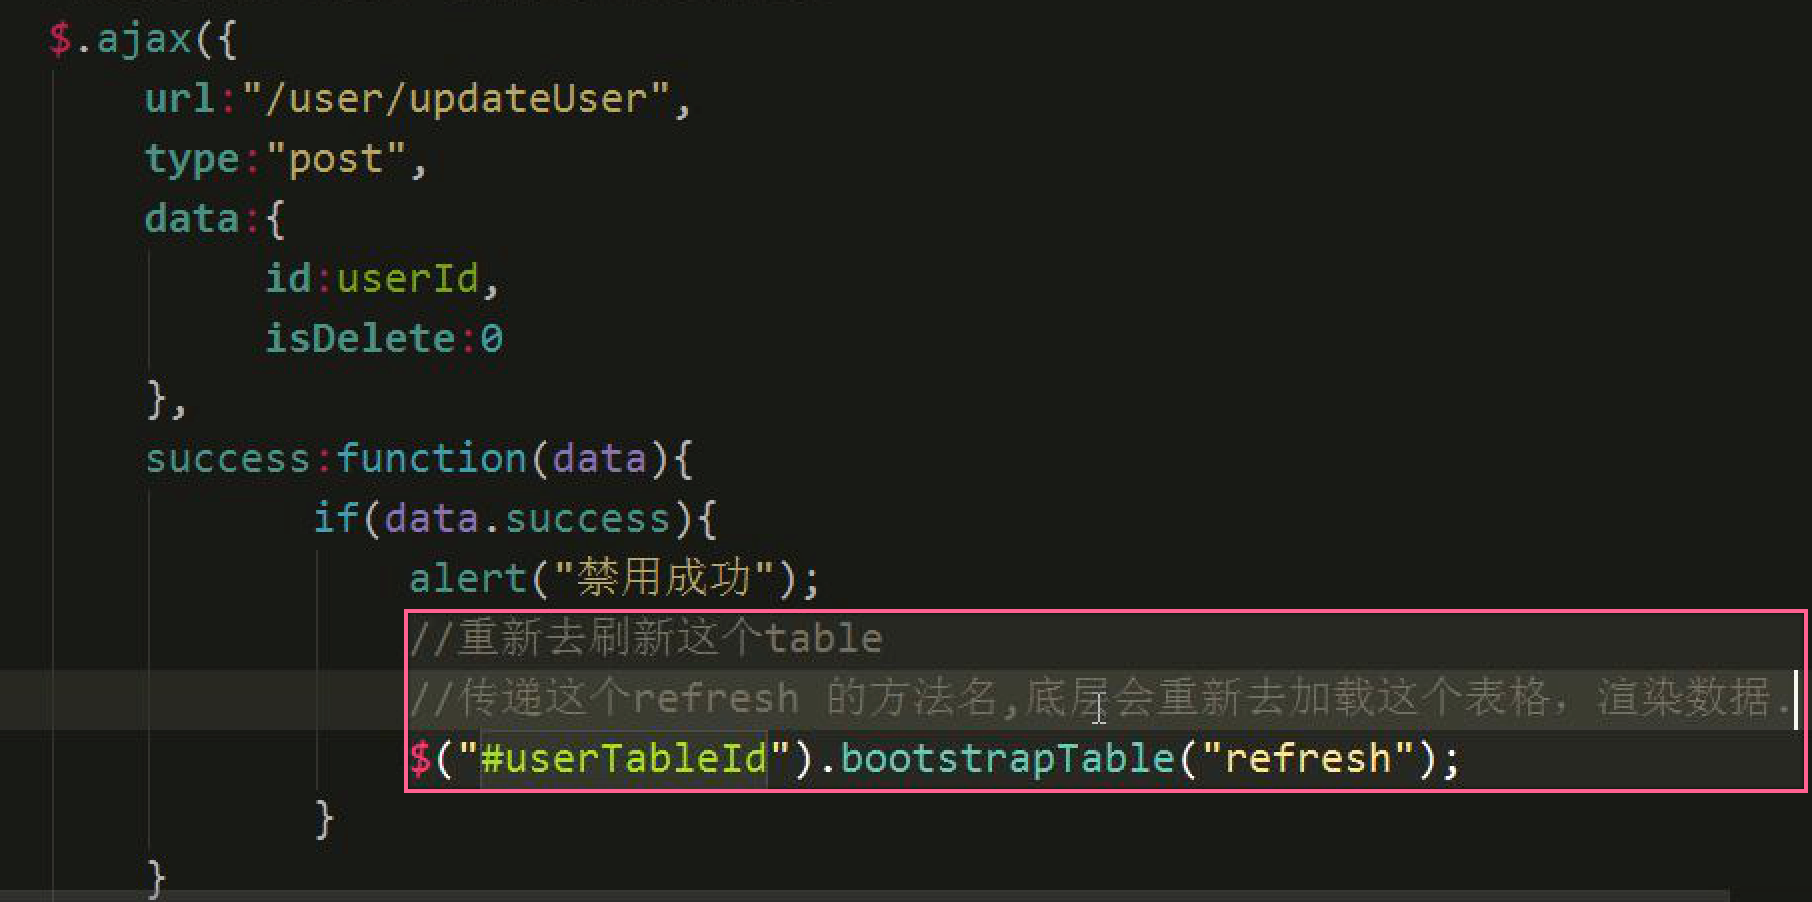 $.ajax({
url:"/user/updateUser",
type:"post",
data:{
id:userId,
isDelete:0
},
success:function(data){
if(data.success){
alert("禁用成功");
//重新去刷新这个table
//传递这个refresh 的方法名,底层会重新去加载这个表格，渲染数据.
$("#userTableId").bootstrapTable("refresh");
}
}